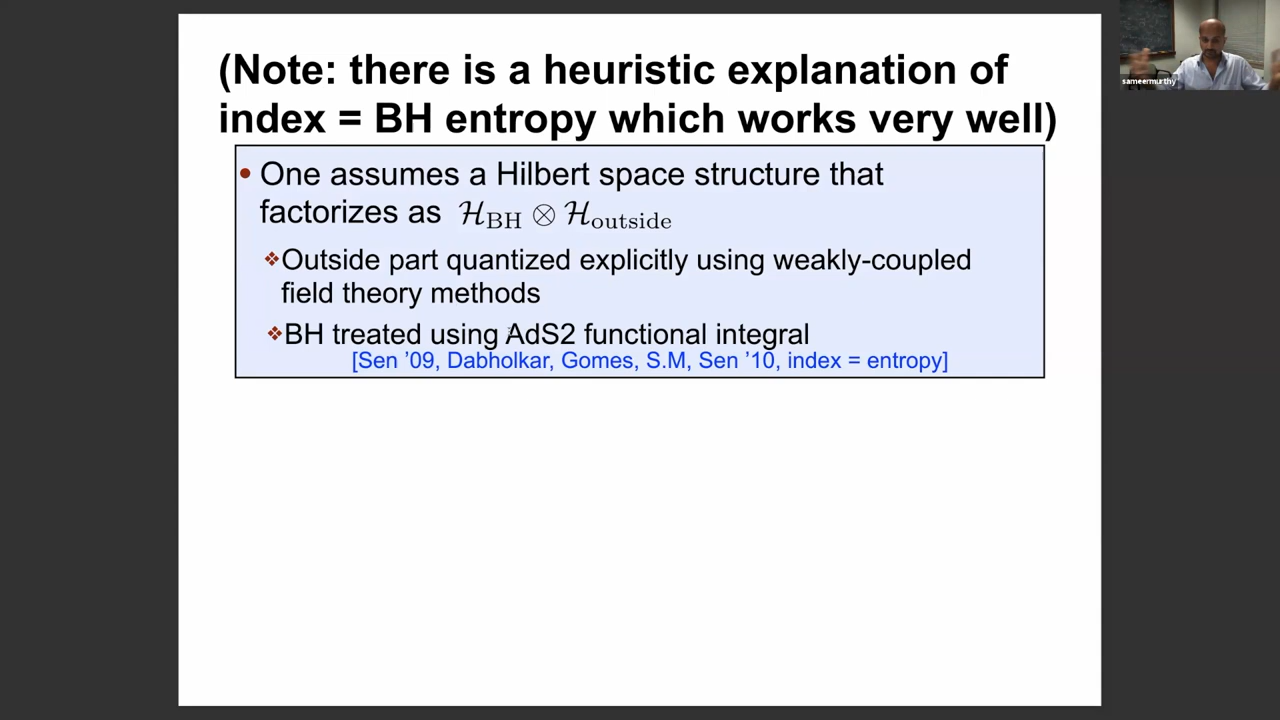 (Note: there is a heuristic explanation of
index = BH entropy which works very well)
• One assumes a Hilbert space structure that
factorizes as ℋ_BH ⊗ ℋ_outside
❖Outside part quantized explicitly using weakly-coupled
field theory methods
❖BH treated using AdS2 functional integral
[Sen ’09, Dabholkar, Gomes, S.M, Sen ’10, index = entropy]
sameermurthy